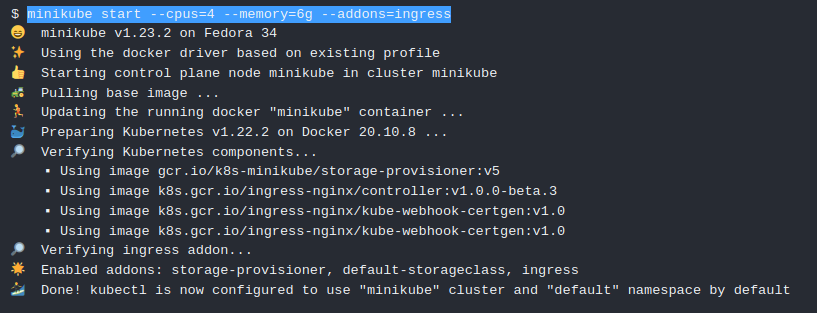 $ minikube start --cpus=4 --memory=6g --addons=ingress
😄 minikube v1.23.2 on Fedora 34
✨ Using the docker driver based on existing profile
👍 Starting control plane node minikube in cluster minikube
🚜 Pulling base image ...
🏃 Updating the running docker "minikube" container ...
🐳 Preparing Kubernetes v1.22.2 on Docker 20.10.8 ...
🔎 Verifying Kubernetes components...
▪ Using image gcr.io/k8s-minikube/storage-provisioner:v5
▪ Using image k8s.gcr.io/ingress-nginx/controller:v1.0.0-beta.3
▪ Using image k8s.gcr.io/ingress-nginx/kube-webhook-certgen:v1.0
▪ Using image k8s.gcr.io/ingress-nginx/kube-webhook-certgen:v1.0
🔎 Verifying ingress addon...
🌟 Enabled addons: storage-provisioner, default-storageclass, ingress
🏄 Done! kubectl is now configured to use "minikube" cluster and "default" namespace by default